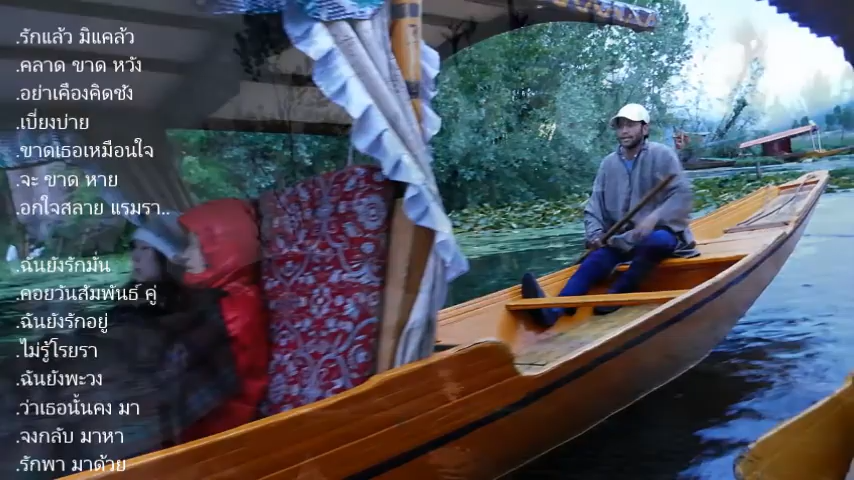 .รักแล้ว มิแคล้ว
.คลาด ขาด หวัง
.อย่าเคืองคิดชัง
.เบี่ยงบ่าย
.ขาดเธอเหมือนใจ
.จะ ขาด หาย
.อกใจสลาย แรมรา..
.ฉันยังรักมั่น
.คอยวันสัมพันธ์ คู่
.ฉันยังรักอยู่
.ไม่รู้โรยรา
.ฉันยังพะวง
.ว่าเธอนั้นคง มา
.จงกลับ มาหา
.รักพา มาด้วย